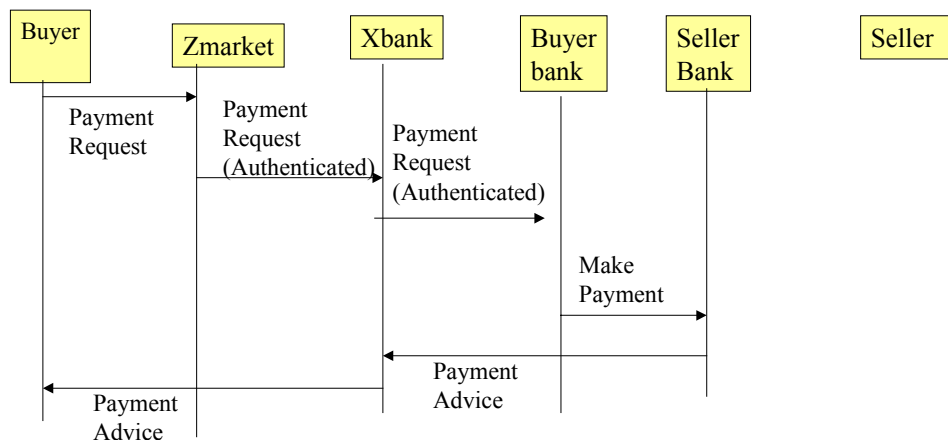 Buyer
Zmarket
Xbank
Buyer
bank
Seller
Bank
Seller
Payment
Request
Payment
Request
(Authenticated)
Payment
Request
(Authenticated)
Make
Payment
Payment
Advice
Payment
Advice